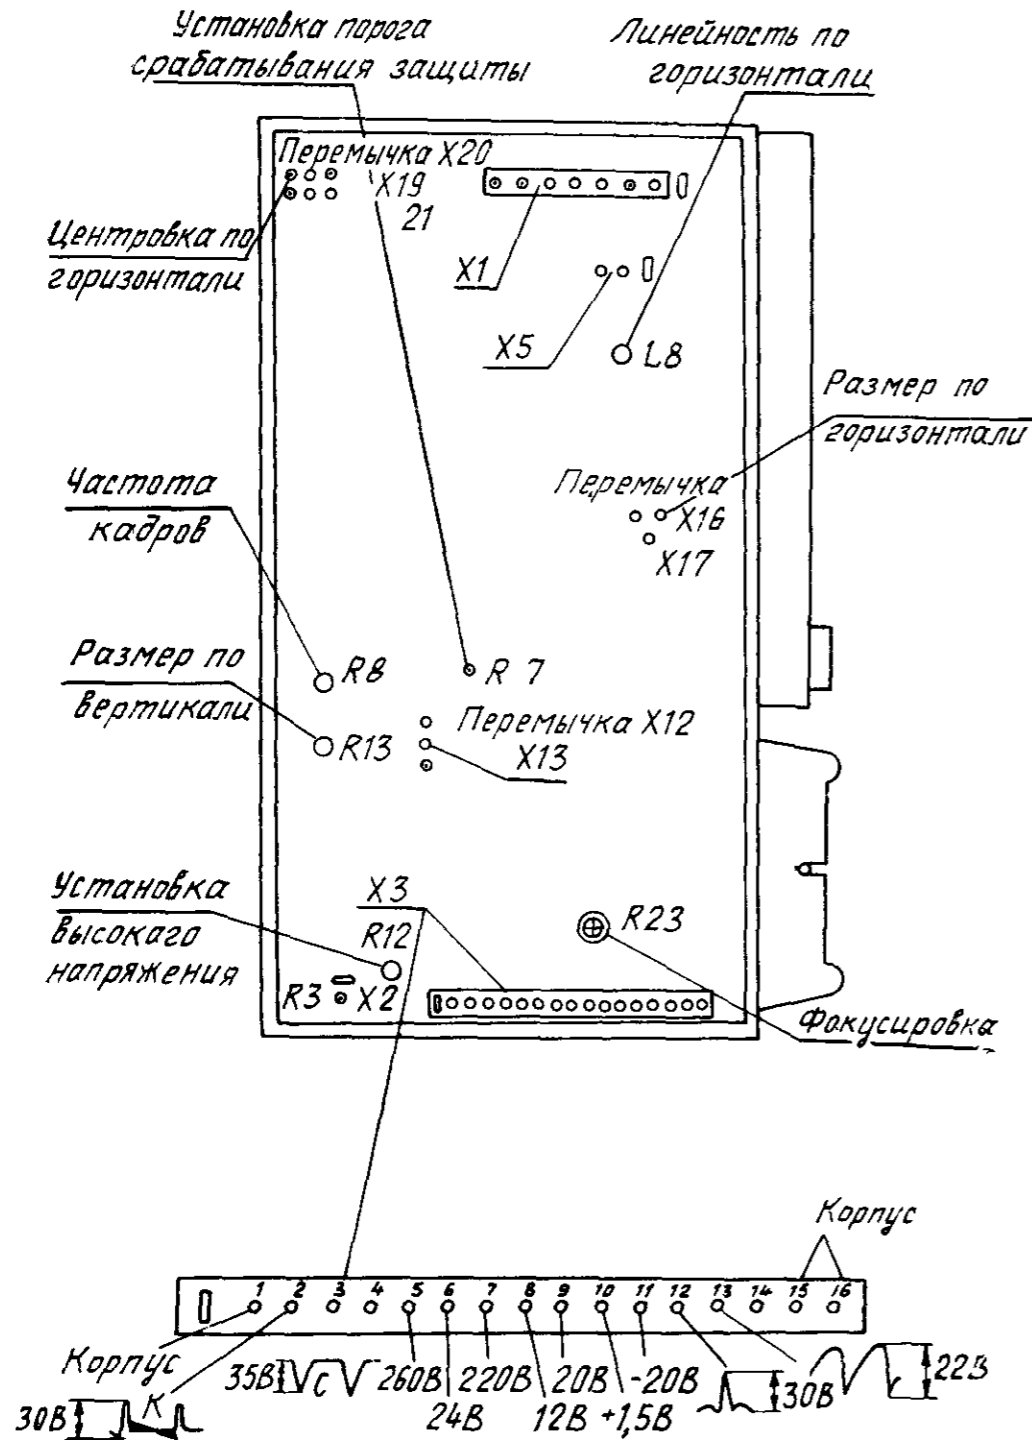 Установка порога
срабатывания защиты
Линейность по
горизонтали
Перемычка X20
X19
21
Центровка по
горизонтали
X1
X5
L8
Размер по
горизонтали
Перемычка
X16
X17
Частота
кадров
R8
R 7
Размер по
вертикали
R13
Перемычка X12
X13
Установка
высокаго
напряжения
X3
R12
R23
R3
X2
Фокусировка
Корпус
1 2 3 4 5 6 7 8 9 10 11 12 13 14 15 16
Корпус
К
30В
35В
С
260В
24В
220В
12В
20В
+1,5В
-20В
30В
22В